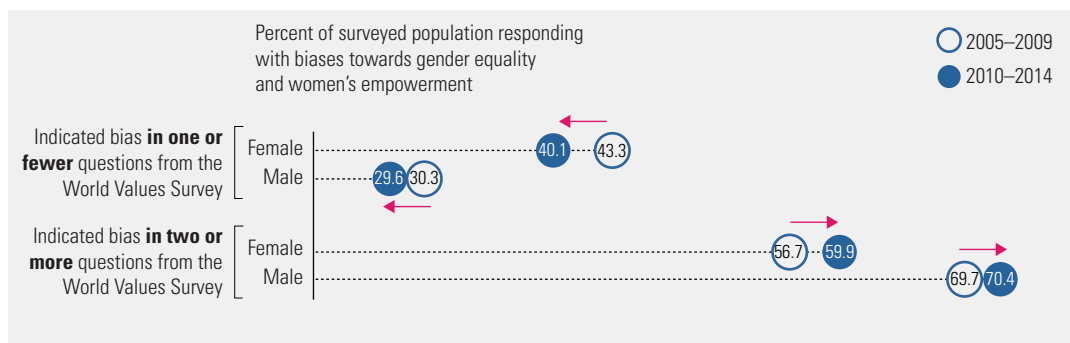 Percent of surveyed population responding
with biases towards gender equality
and women's empowerment
2005–2009
2010–2014
Indicated bias in one or
fewer questions from the
World Values Survey
Female
40.1 43.3
Male
29.6 30.3
Indicated bias in two or
more questions from the
World Values Survey
Female
56.7 59.9
Male
69.7 70.4